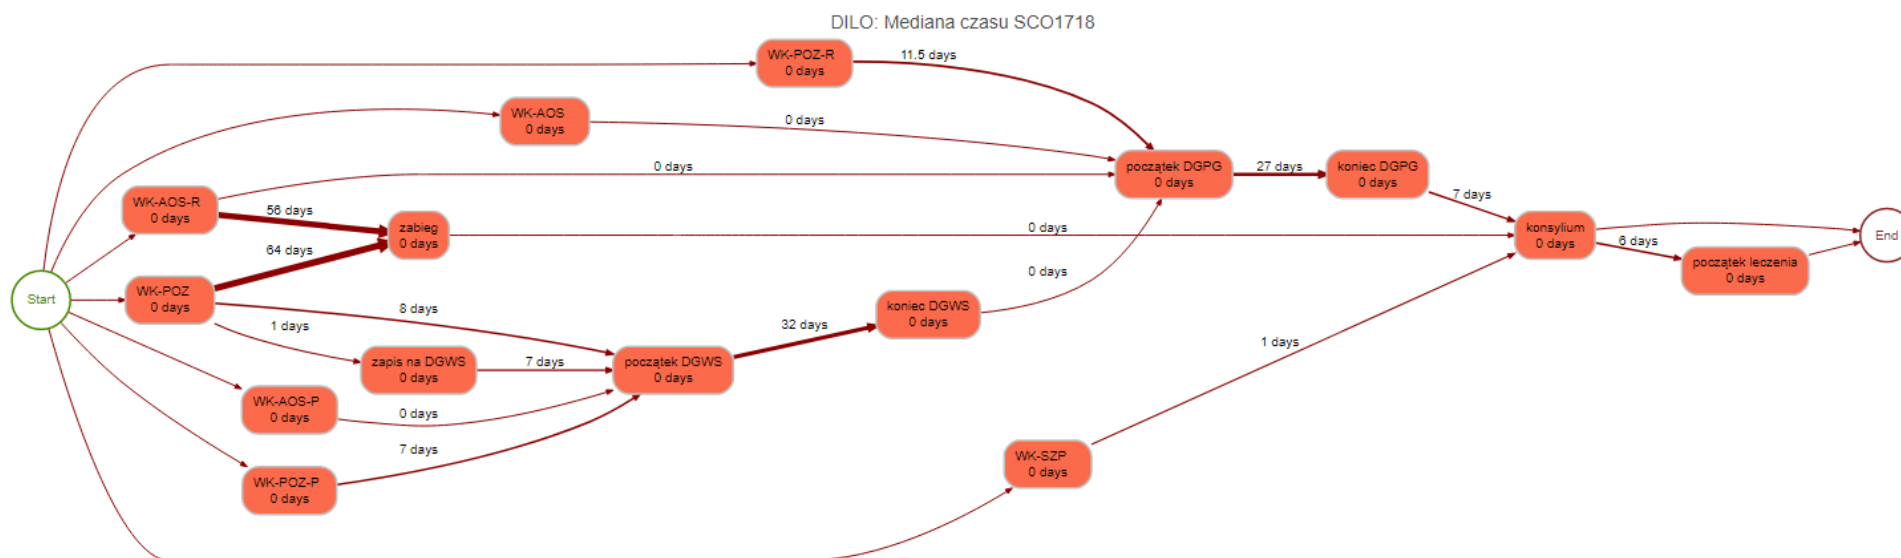 DILO: Mediana czasu SCO1718
WK-POZ-R
0 days
11.5 days
WK-AOS
0 days
0 days
początek DGPG
0 days
27 days
koniec DGPG
0 days
7 days
0 days
WK-AOS-R
0 days
56 days
zabieg
0 days
0 days
konsylium
0 days
6 days
początek leczenia
0 days
End
64 days
Start
WK-POZ
0 days
8 days
1 days
zapis na DGWS
0 days
7 days
początek DGWS
0 days
32 days
koniec DGWS
0 days
0 days
WK-AOS-P
0 days
0 days
7 days
WK-POZ-P
0 days
WK-SZP
0 days
1 days